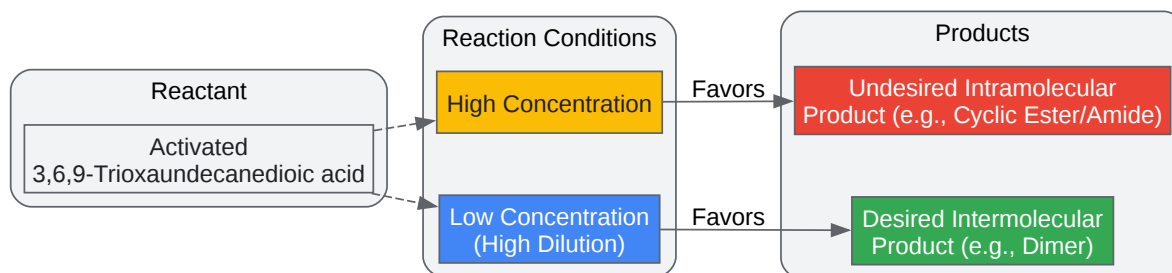 Reactant
Activated
3,6,9-Trioxaundecanedioic acid
Reaction Conditions
High Concentration
Low Concentration
(High Dilution)
Favors
Favors
Products
Undesired Intramolecular
Product (e.g., Cyclic Ester/Amide)
Desired Intermolecular
Product (e.g., Dimer)